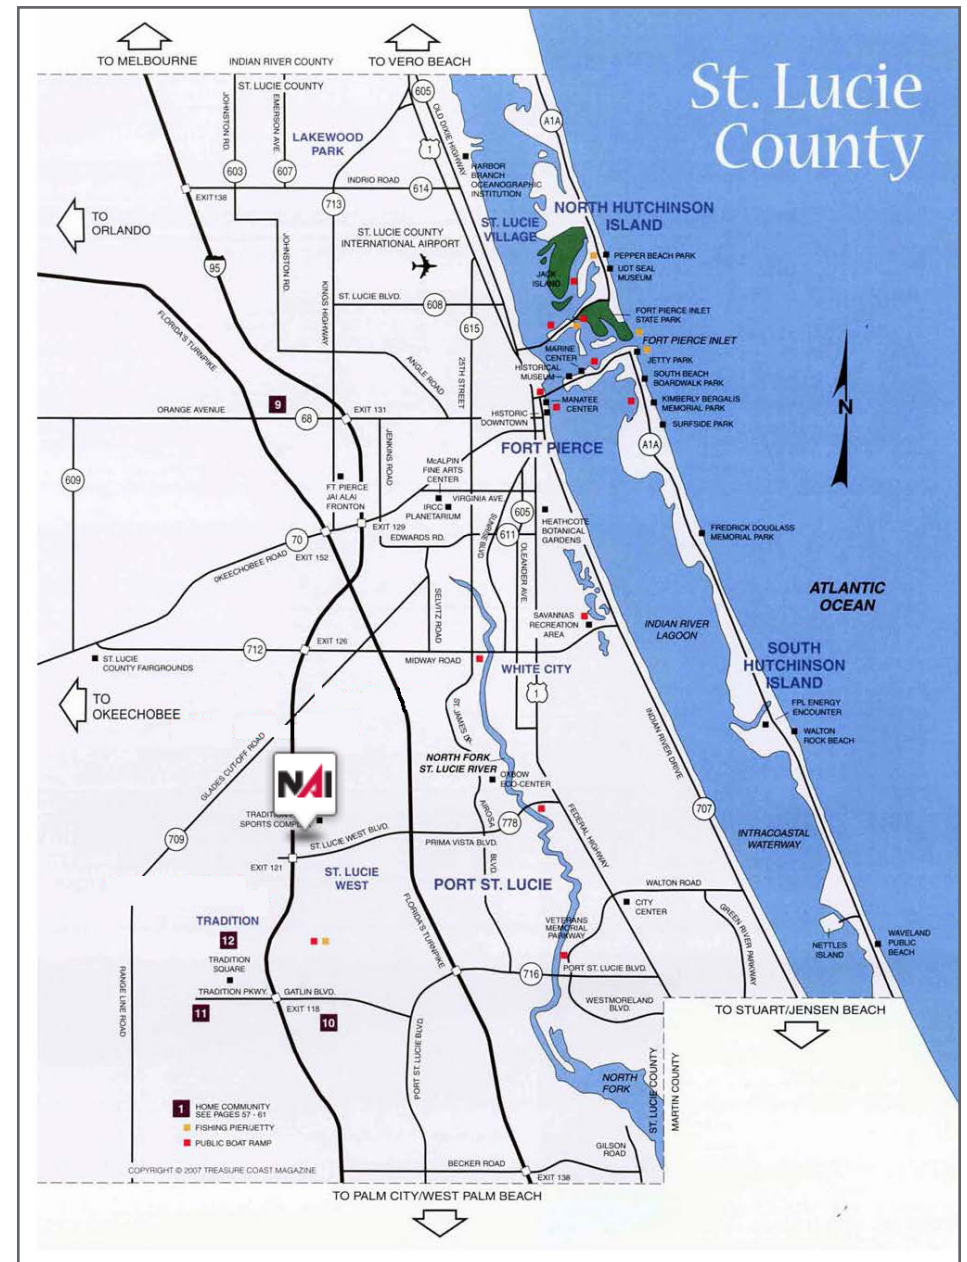 St. Lucie
County
TO MELBOURNE
INDIAN RIVER COUNTY
TO VERO BEACH
ST. LUCIE COUNTY
605
JOHNSTON RD.
EMERSON AVE.
OLD DIXIE HIGHWAY
A1A
LAKEWOOD
PARK
1
HARBOR
BRANCH
OCEANOGRAPHIC
INSTITUTION
603
607
INDRIO ROAD
614
EXIT138
713
TO
ORLANDO
ST. LUCIE COUNTY
INTERNATIONAL AIRPORT
ST. LUCIE
VILLAGE
NORTH HUTCHINSON
ISLAND
JOHNSTON RD.
95
PEPPER BEACH PARK
UDT SEAL
MUSEUM
JACK
ISLAND
KINGS HIGHWAY
ST. LUCIE BLVD.
608
FLORIDA'S TURNPIKE
615
FORT PIERCE INLET
STATE PARK
FORT PIERCE INLET
MARINE
CENTER
JETTY PARK
HISTORICAL
MUSEUM
SOUTH BEACH
BOARDWALK PARK
ANGLE ROAD
25TH STREET
9
ORANGE AVENUE
68
EXIT 131
MANATEE
CENTER
KIMBERLY BERGALIS
MEMORIAL PARK
HISTORIC
DOWNTOWN
SURFSIDE PARK
N
JENKINS ROAD
FORT PIERCE
A1A
McALPIN
FINE ARTS
CENTER
609
FT. PIERCE
JAI ALAI
FRONTON
VIRGINIA AVE.
IRCC
PLANETARIUM
605
HEATHCOTE
BOTANICAL
GARDENS
SUNRISE BLVD
EXIT 129
EDWARDS RD.
611
70
EXIT 152
OKEECHOBEE ROAD
OLEANDER AVE.
FREDRICK DOUGLASS
MEMORIAL PARK
SELVITZ ROAD
ATLANTIC
OCEAN
SAVANNAS
RECREATION
AREA
INDIAN RIVER
LAGOON
712
EXIT 126
MIDWAY ROAD
WHITE CITY
SOUTH
HUTCHINSON
ISLAND
ST. LUCIE
COUNTY FAIRGROUNDS
TO
OKEECHOBEE
1
ST. JAMES DR.
FPL ENERGY
ENCOUNTER
WALTON
ROCK BEACH
INDIAN RIVER DRIVE
GLADES CUT-OFF ROAD
NORTH FORK
ST. LUCIE RIVER
OXBOW
ECO-CENTER
NAI
TRADITION
SPORTS
AIROSA
BLVD
778
FEDERAL HIGHWAY
707
709
ST. LUCIE WEST BLVD.
PRIMA VISTA BLVD.
INTRACOASTAL
WATERWAY
EXIT 121
ST. LUCIE
WEST
PORT ST. LUCIE
WALTON ROAD
CITY
CENTER
GREEN RIVER PARKWAY
TRADITION
12
FLORIDA'S TURNPIKE
VETERANS
MEMORIAL
PARKWAY
NETTLES
ISLAND
WAVELAND
PUBLIC
BEACH
TRADITION
SQUARE
716
PORT ST. LUCIE BLVD.
RANGE LINE ROAD
TRADITION PKWY.
GATLIN BLVD.
11
EXIT 118
10
WESTMORELAND
BLVD.
TO STUART/JENSEN BEACH
PORT ST. LUCIE BLVD.
NORTH
FORK
ST. LUCIE COUNTY
MARTIN COUNTY
1
HOME COMMUNITY
SEE PAGES 57 - 61
FISHING PIER/JETTY
PUBLIC BOAT RAMP
GILSON
ROAD
COPYRIGHT © 2007 TREASURE COAST MAGAZINE
BECKER ROAD
EXIT 138
TO PALM CITY/WEST PALM BEACH